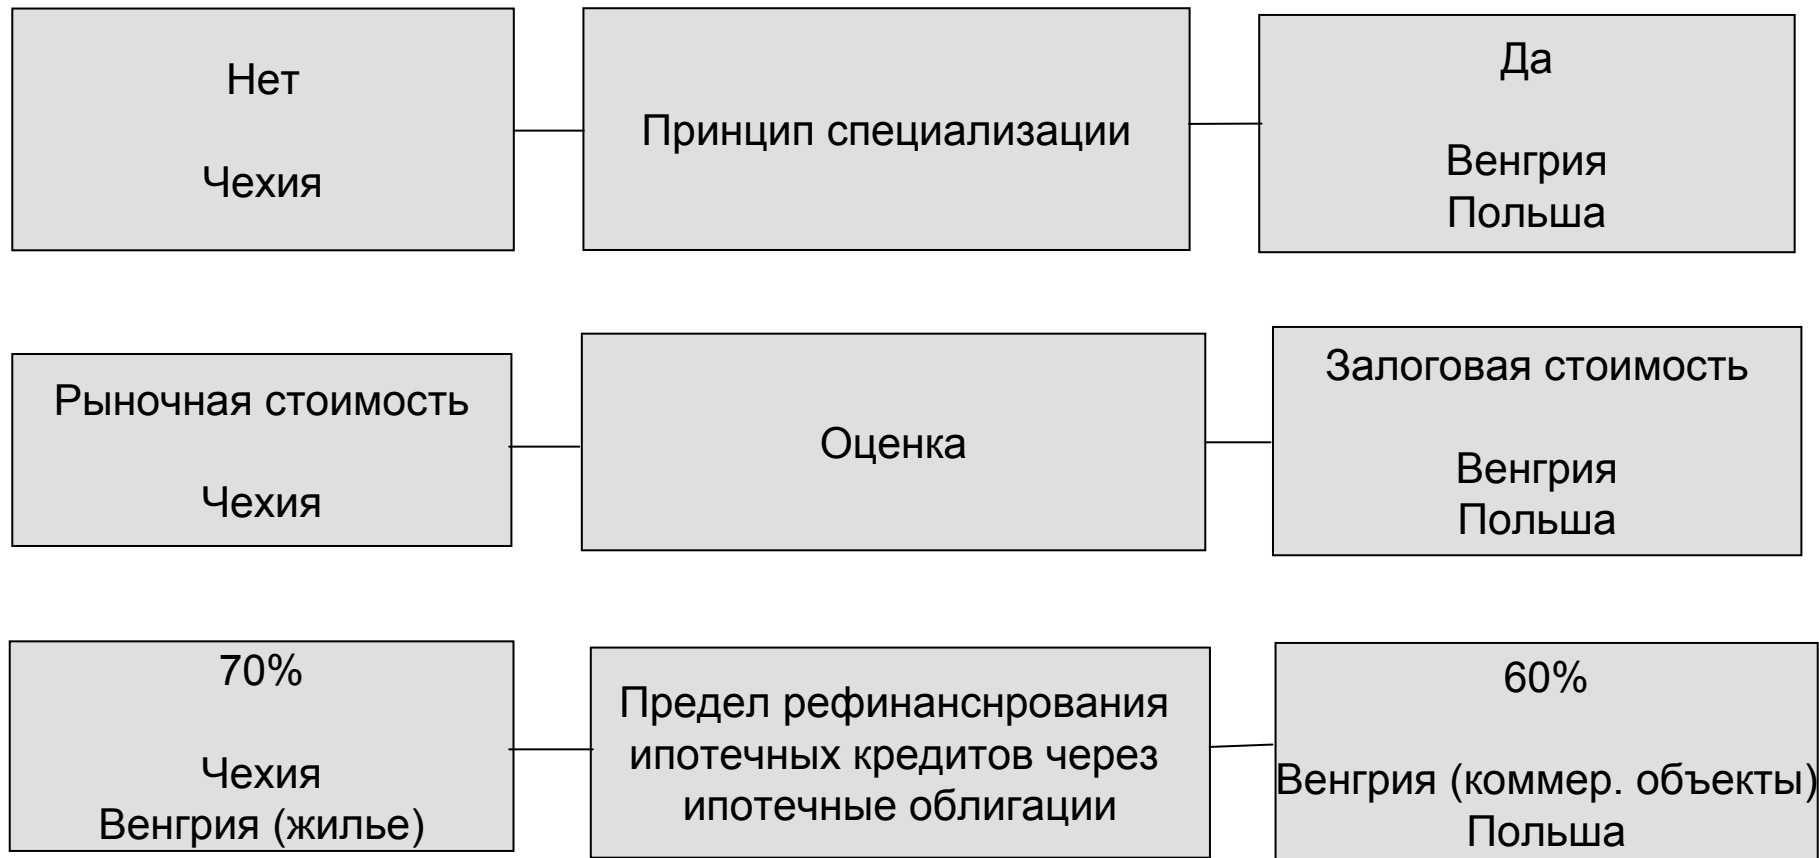 Нет
Чехия
Принцип специализации
Да
Венгрия
Польша
Рыночная стоимость
Чехия
Оценка
Залоговая стоимость
Венгрия
Польша
70%
Чехия
Венгрия (жилье)
Предел рефинанснрования
ипотечных кредитов через
ипотечные облигации
60%
Венгрия (коммер. объекты)
Польша